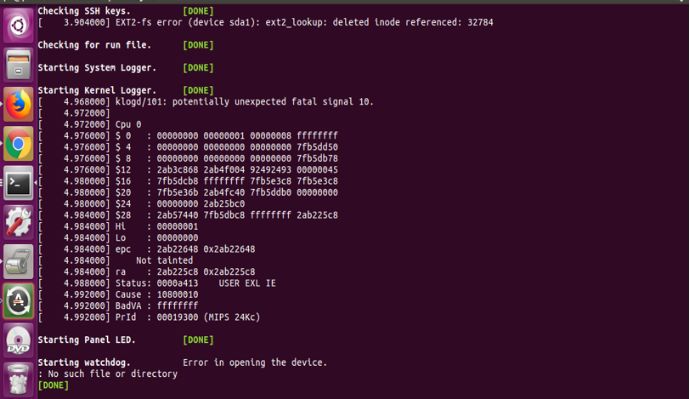 Checking SSH keys. [DONE]
[ 3.904000] EXT2-fs error (device sda1): ext2_lookup: deleted inode referenced: 32784
Checking for run file. [DONE]
Starting System Logger. [DONE]
Starting Kernel Logger. [DONE]
[ 4.968000] klogd/101: potentially unexpected fatal signal 10.
[ 4.972000]
[ 4.972000] Cpu 0
[ 4.976000] $ 0 : 00000000 00000001 00000008 ffffffff
[ 4.976000] $ 4 : 00000000 00000000 00000000 7fb5dd50
[ 4.976000] $ 8 : 00000000 00000000 00000000 7fb5db78
[ 4.976000] $12 : 2ab3c868 2ab4f004 92492493 00000045
[ 4.980000] $16 : 7fb5dcb8 ffffffff 7fb5e3c8 7fb5e3c8
[ 4.980000] $20 : 7fb5e36b 2ab4fc40 7fb5ddb0 00000000
[ 4.980000] $24 : 00000000 2ab25bc0
[ 4.984000] $28 : 2ab57440 7fb5dbc8 ffffffff 2ab225c8
[ 4.984000] Hi : 00000001
[ 4.984000] Lo : 00000000
[ 4.984000] epc : 2ab22648 0x2ab22648
[ 4.984000] Not tainted
[ 4.984000] ra : 2ab225c8 0x2ab225c8
[ 4.988000] Status: 0000a413 USER EXL IE
[ 4.992000] Cause : 10800010
[ 4.992000] BadVA : ffffffff
[ 4.992000] PrId : 00019300 (MIPS 24Kc)
Starting Panel LED. [DONE]
Starting watchdog. Error in opening the device.
: No such file or directory
[DONE]
DVD